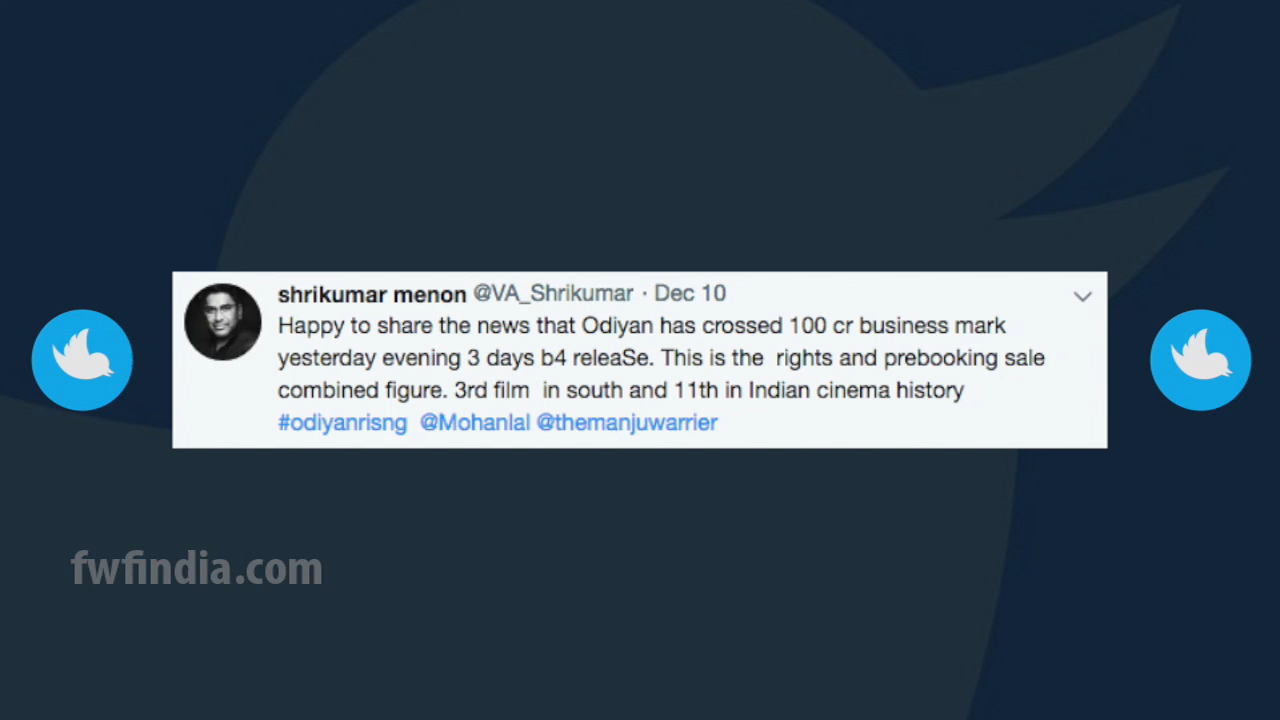 shrikumar menon @VA_Shrikumar · Dec 10
Happy to share the news that Odiyan has crossed 100 cr business mark
yesterday evening 3 days b4 releaSe. This is the  rights and prebooking sale
combined figure. 3rd film  in south and 11th in Indian cinema history
#odiyanrisng  @Mohanlal @themanjuwarrier
fwfindia.com